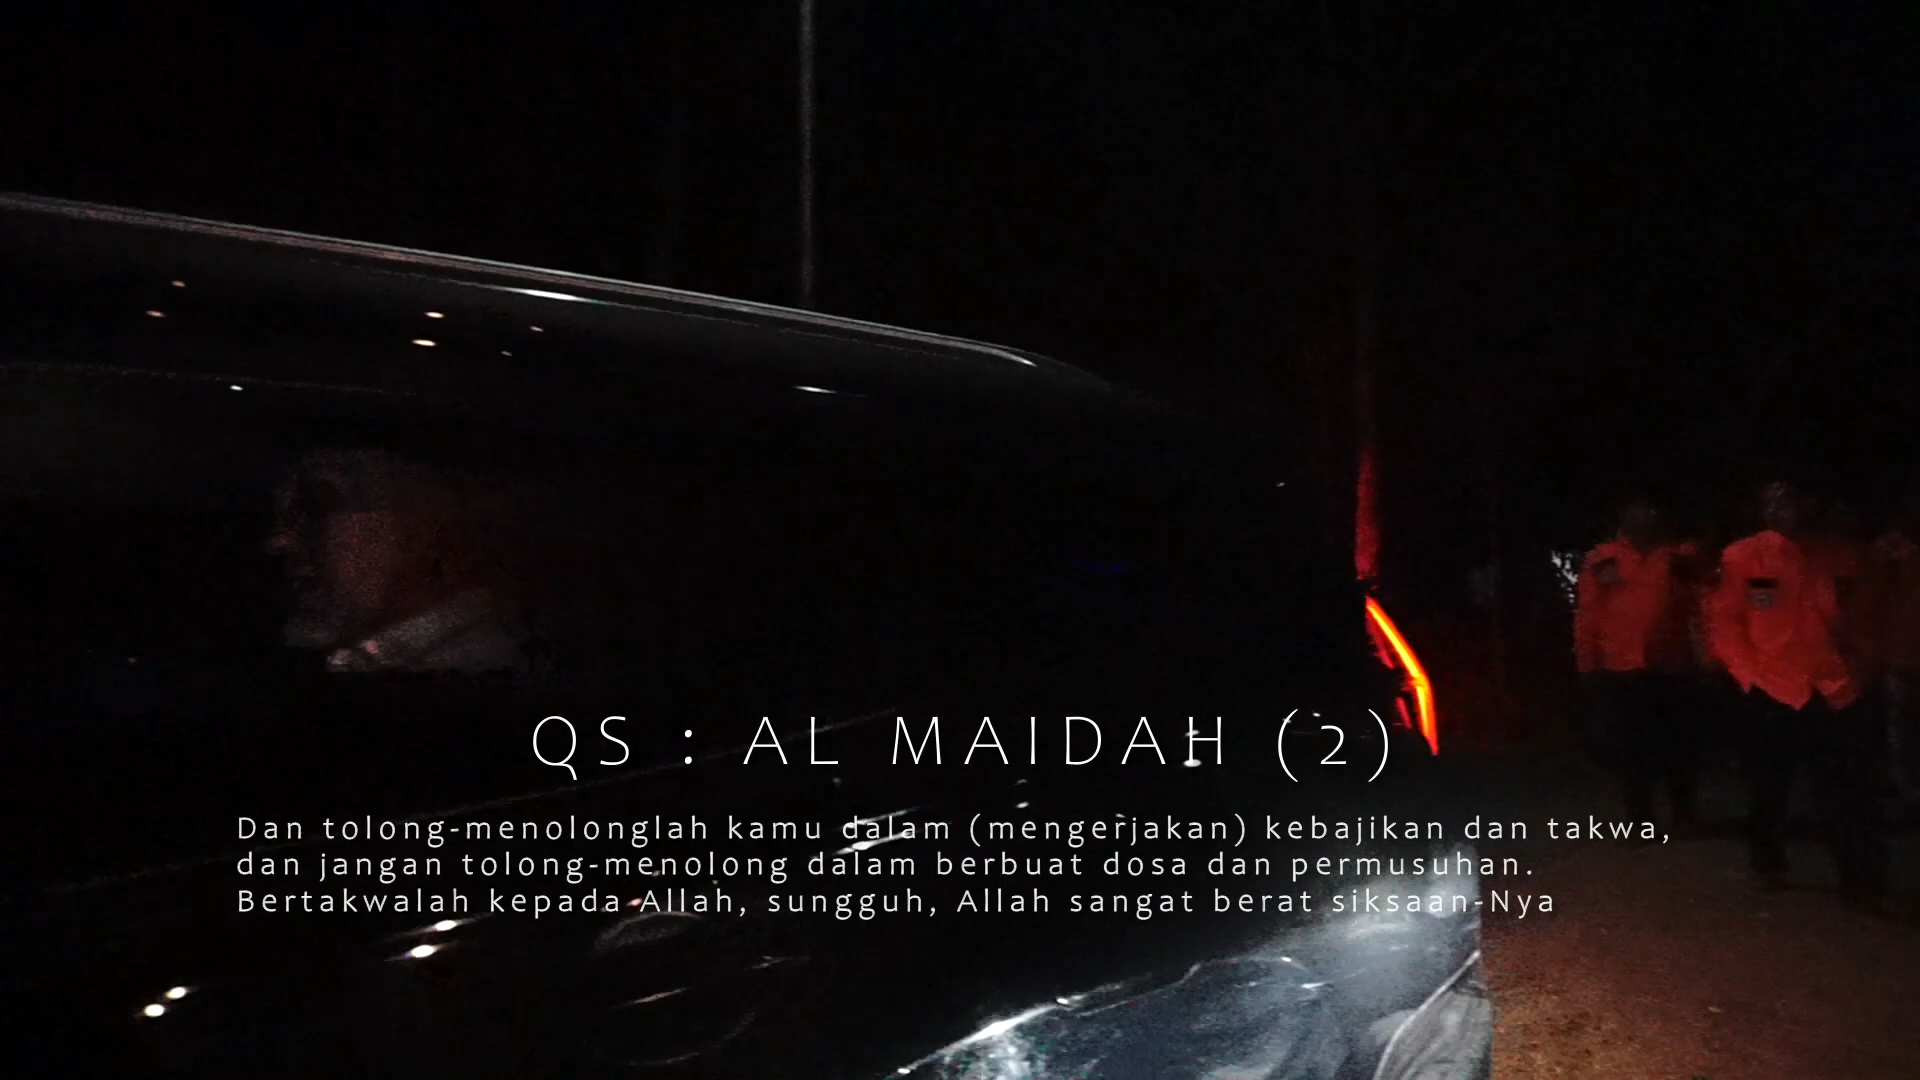 QS : AL MAIDAH (2)
Dan tolong-menolonglah kamu dalam (mengerjakan) kebajikan dan takwa,
dan jangan tolong-menolong dalam berbuat dosa dan permusuhan.
Bertakwalah kepada Allah, sungguh, Allah sangat berat siksaan-Nya